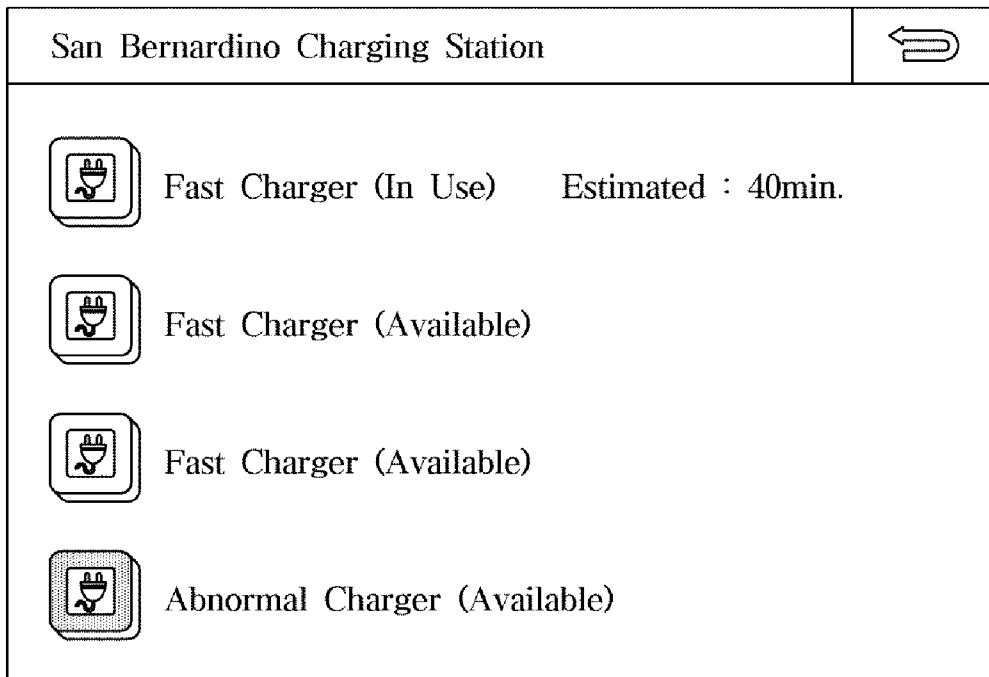 San Bernardino Charging Station
Fast Charger (In Use) Estimated : 40min.
Fast Charger (Available)
Fast Charger (Available)
Abnormal Charger (Available)